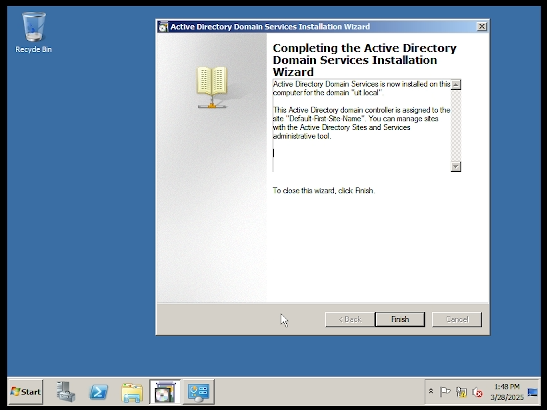 Recycle Bin
Active Directory Domain Services Installation Wizard
Completing the Active Directory
Domain Services Installation
Wizard
Active Directory Domain Services is now installed on this
computer for the domain "uit.local"
This Active Directory domain controller is assigned to the
site "Default-First-Site-Name". You can manage sites
with the Active Directory Sites and Services
administrative tool.
To close this wizard, click Finish.
< Back
Finish
Cancel
Start
1:48 PM
3/28/2025